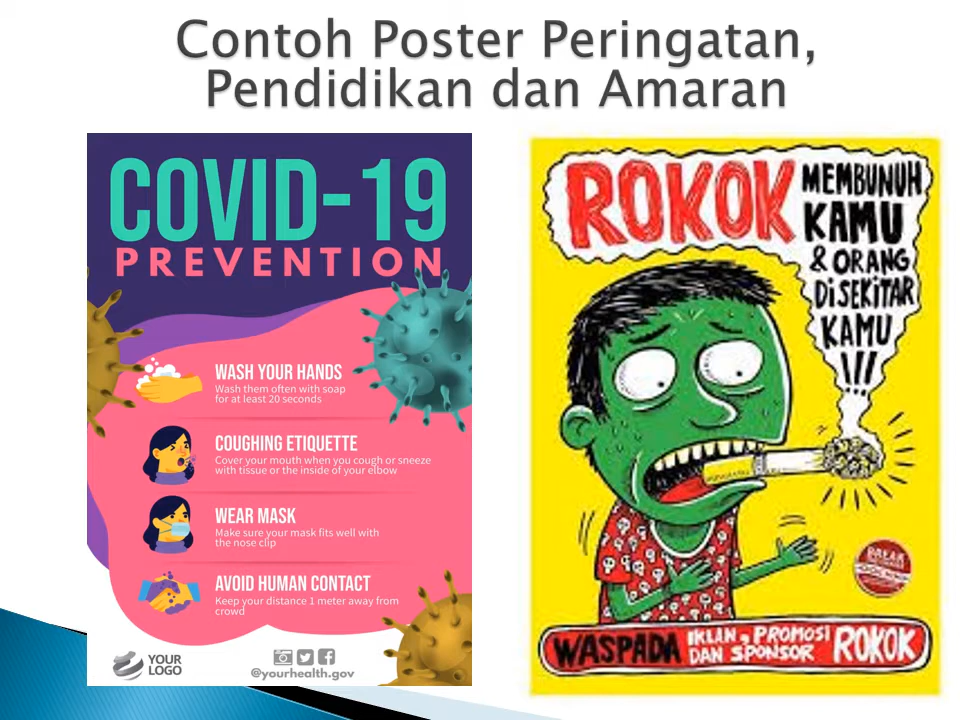 Contoh Poster Peringatan,
Pendidikan dan Amaran
COVID-19
PREVENTION
WASH YOUR HANDS
Wash them often with soap
for at least 20 seconds
COUGHING ETIQUETTE
Cover your mouth when you cough or sneeze
with tissue or the inside of your elbow
WEAR MASK
Make sure your mask fits well with
the nose clip
AVOID HUMAN CONTACT
Keep your distance 1 meter away from
crowd
YOUR
LOGO
@yourhealth.gov
ROKOK MEMBUNUH
KAMU
& ORANG
DI SEKITAR
KAMU
!!!
WASPADA IKLAN, PROMOSI
DAN SPONSOR ROKOK